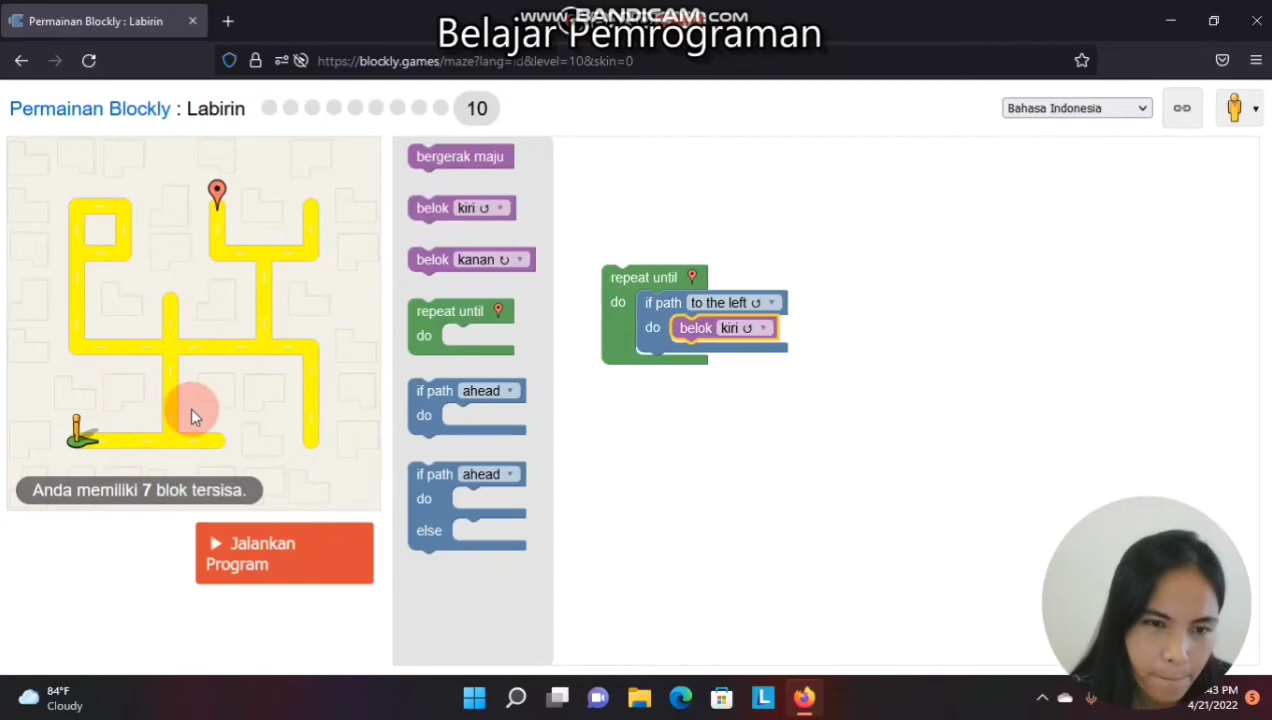 Permainan Blockly : Labirin
www.BANDICAM.com
Belajar Pemrograman
https://blockly.games/maze?lang=id&level=10&skin=0
Permainan Blockly : Labirin
10
Bahasa Indonesia
bergerak maju
belok kiri ↺
belok kanan ↻
repeat until
do
if path ahead
do
if path ahead
do
else
repeat until
do
if path to the left ↺
do
belok kiri ↺
Anda memiliki 7 blok tersisa.
Jalankan
Program
84°F
Cloudy
L
:43 PM
4/21/2022
5